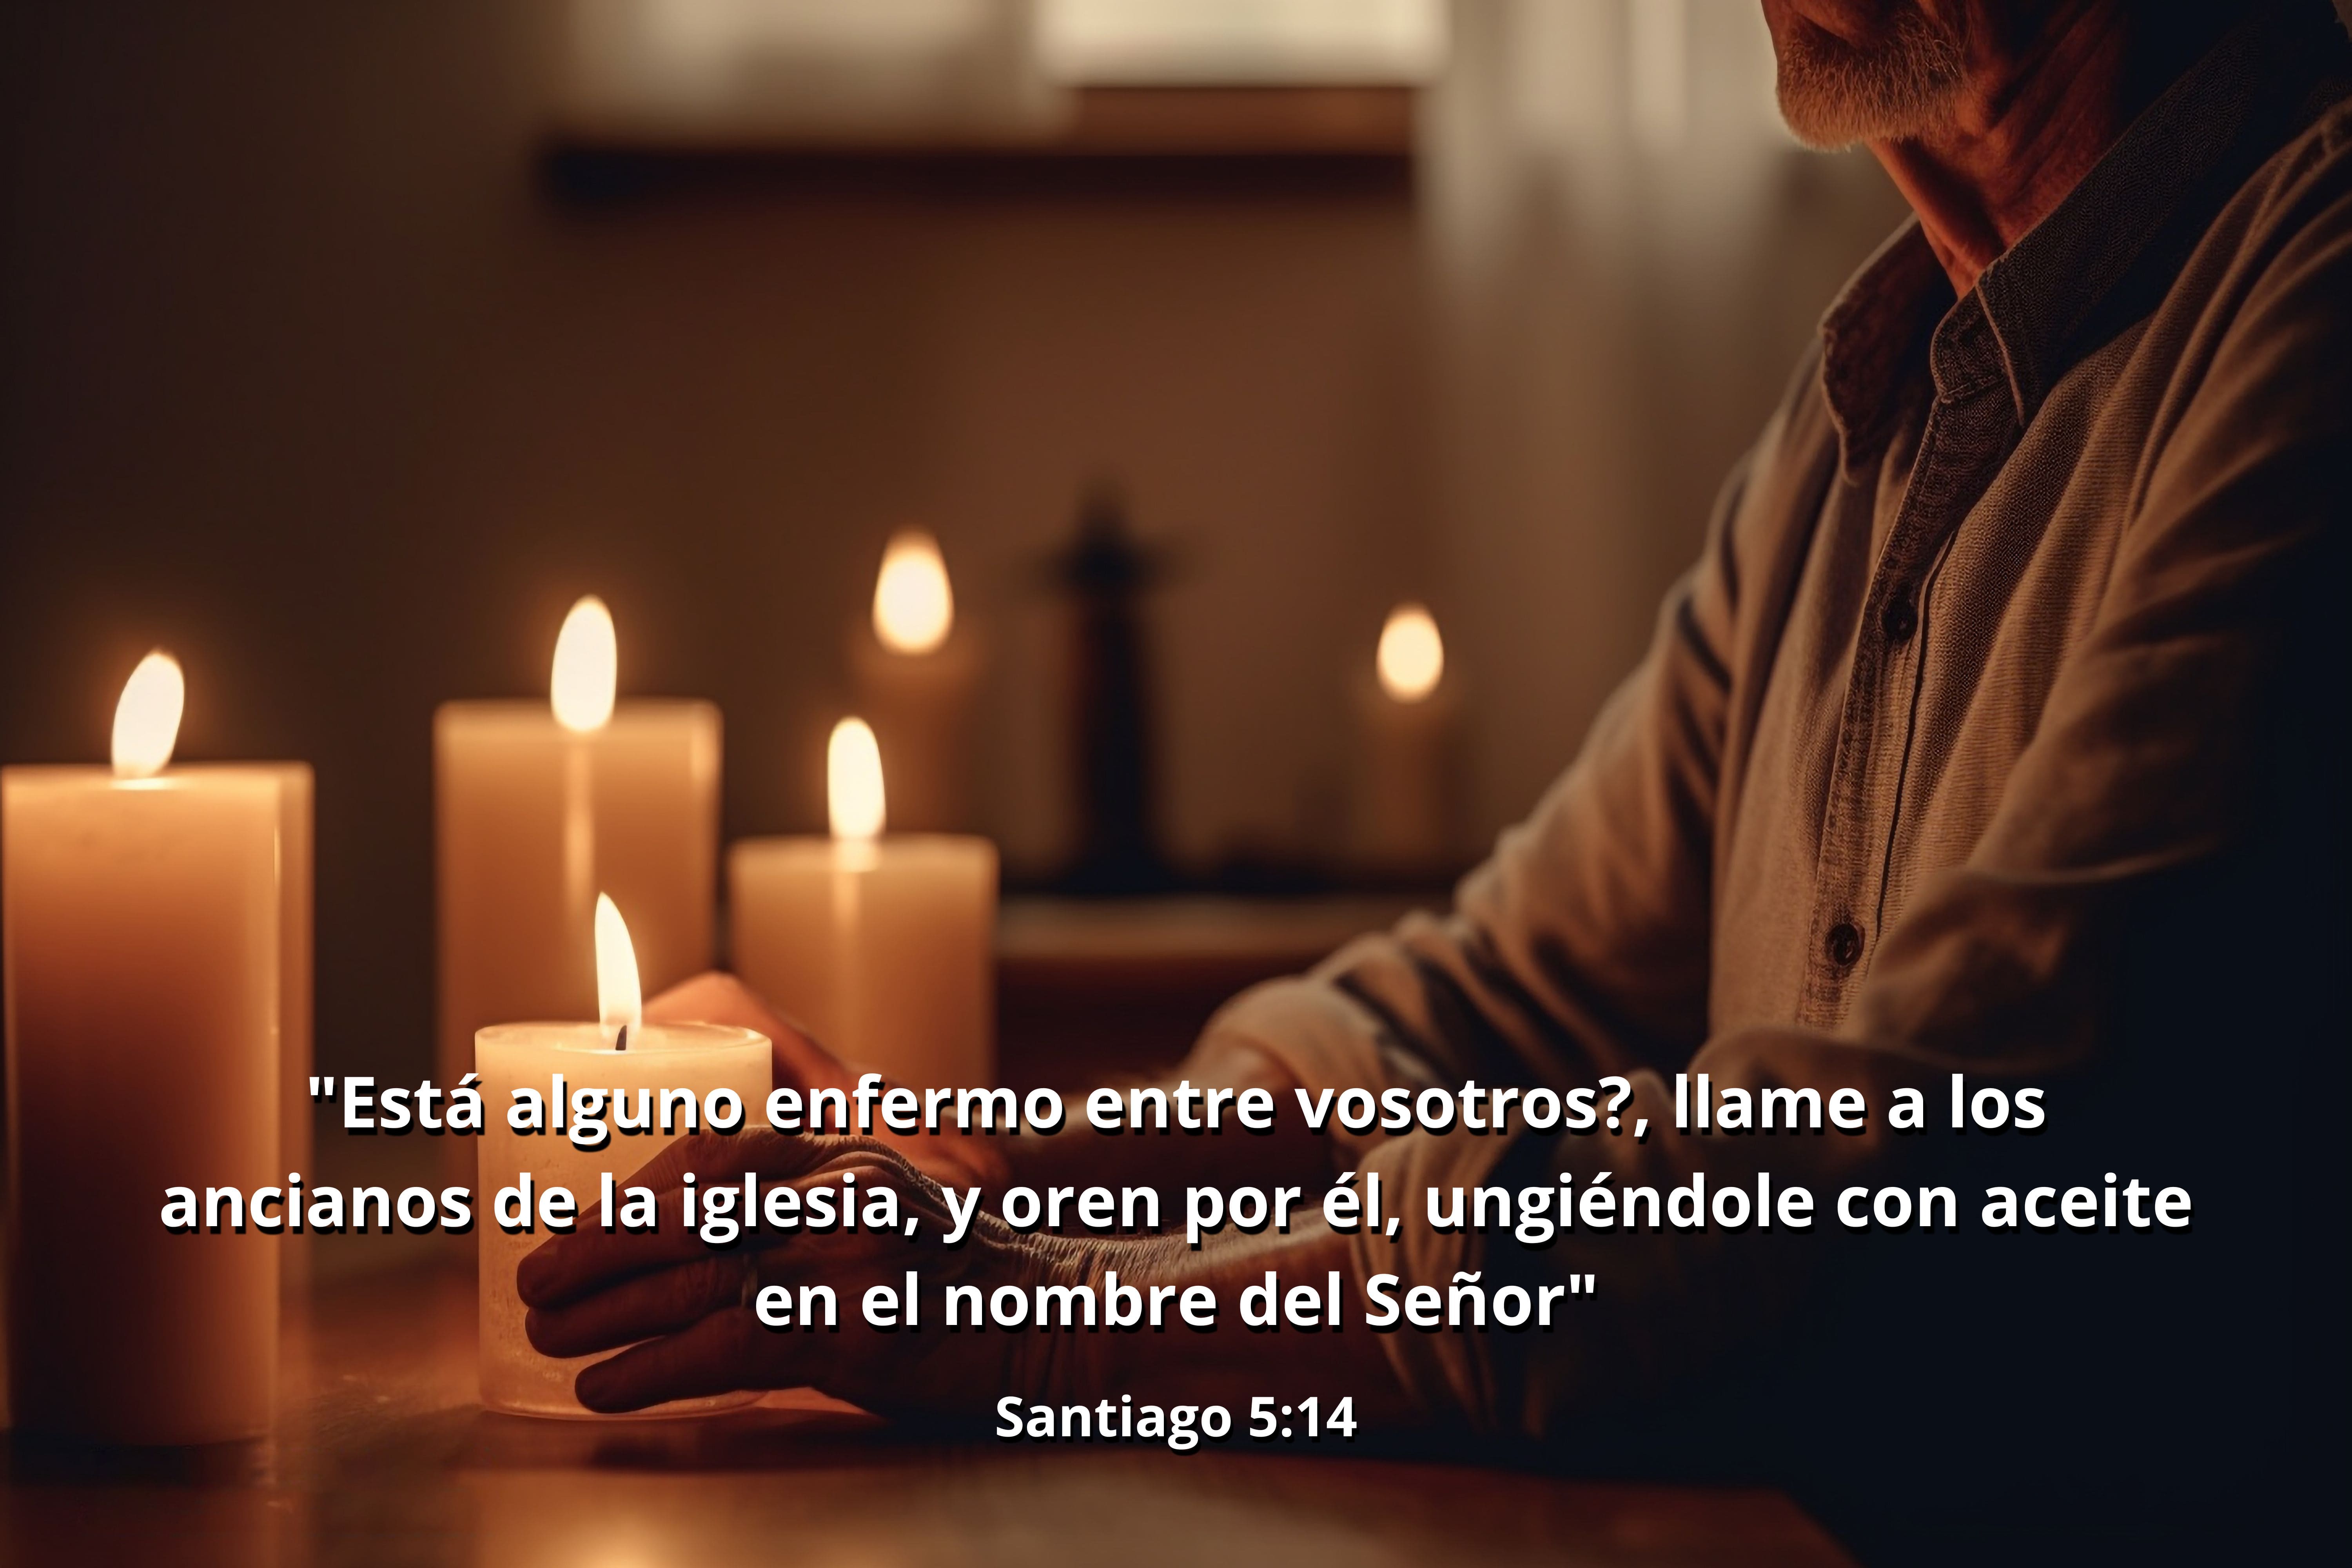 "Está alguno enfermo entre vosotros?, llame a los
ancianos de la iglesia, y oren por él, ungiéndole con aceite
en el nombre del Señor"
Santiago 5:14